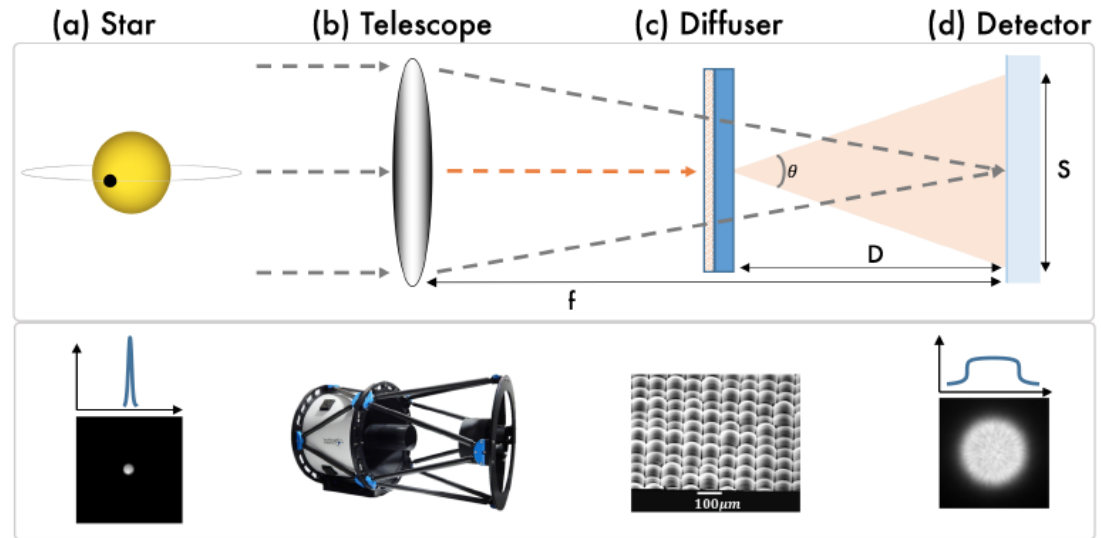 (a) Star (b) Telescope (c) Diffuser (d) Detector
θ
S
D
f
100μm